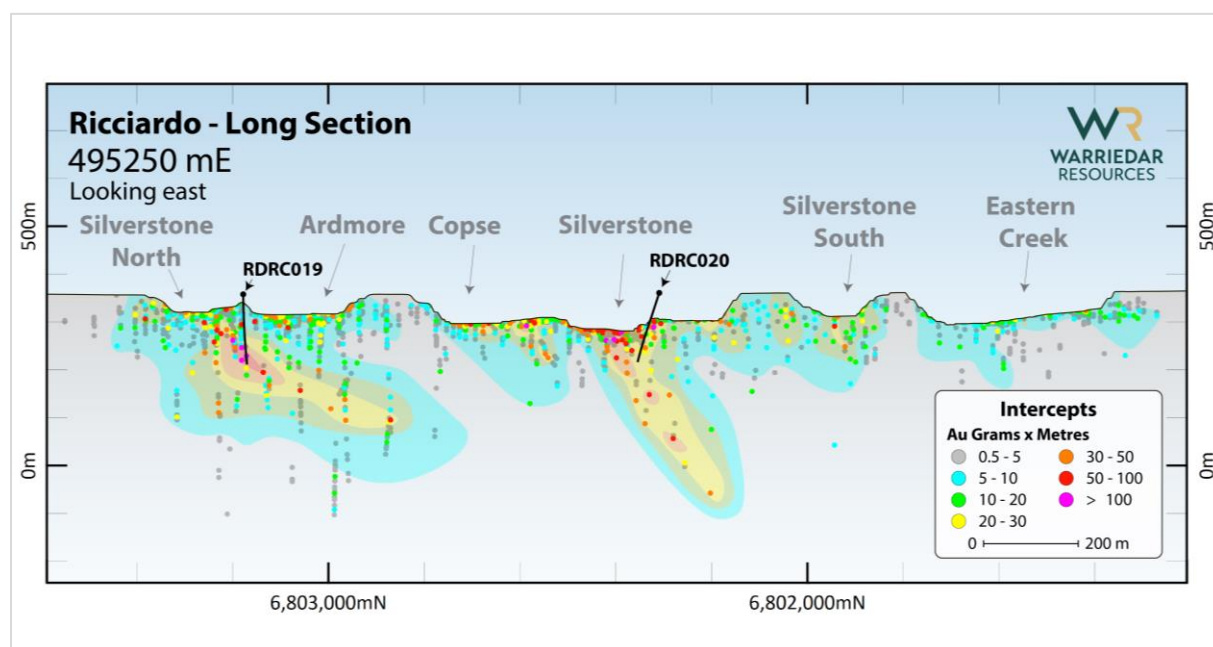 Ricciardo - Long Section
495250 mE
Looking east
WR
WARRIEDAR
RESOURCES
500m
500m
Silverstone
North
Ardmore
Copse
Silverstone
Silverstone
South
Eastern
Creek
RDRC019
RDRC020
0m
0m
Intercepts
Au Grams x Metres
0.5 - 5
30 - 50
5 - 10
50 - 100
10 - 20
> 100
20 - 30
0
200 m
6,803,000mN
6,802,000mN